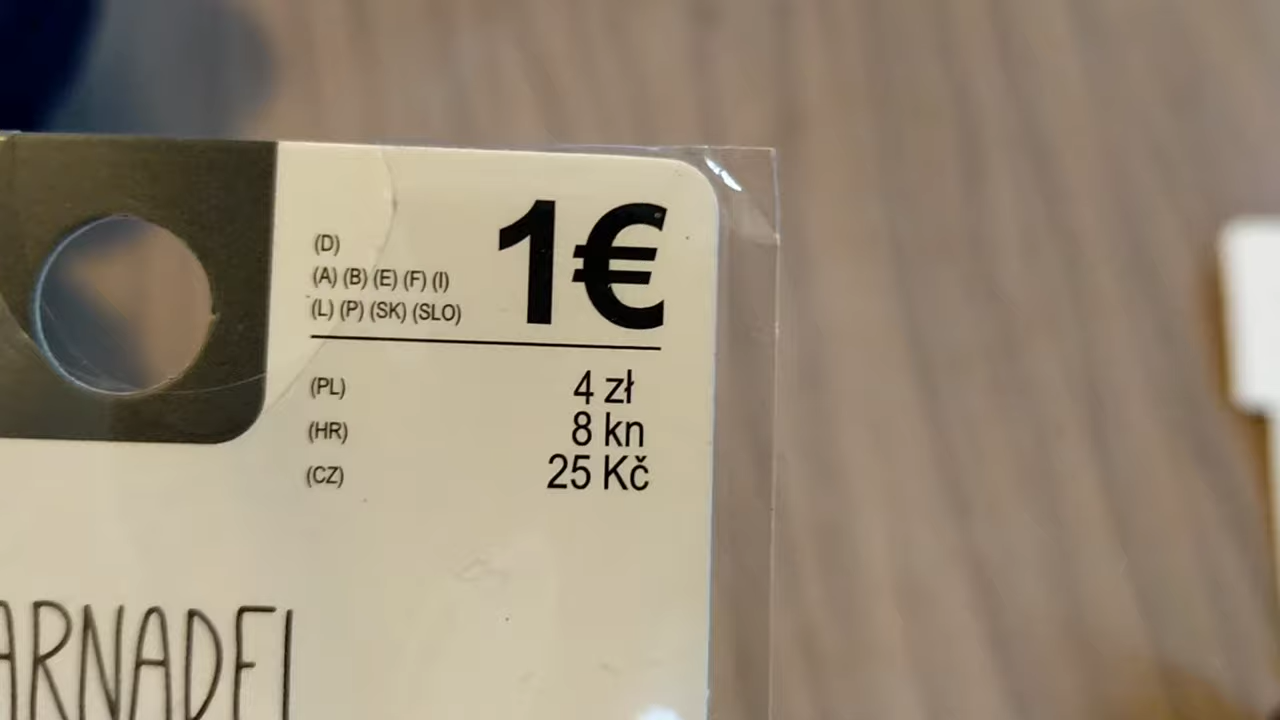 (D) 1€
(A) (B) (E) (F) (I)
(L) (P) (SK) (SLO)
(PL) 4 zł
(HR) 8 kn
(CZ) 25 Kč